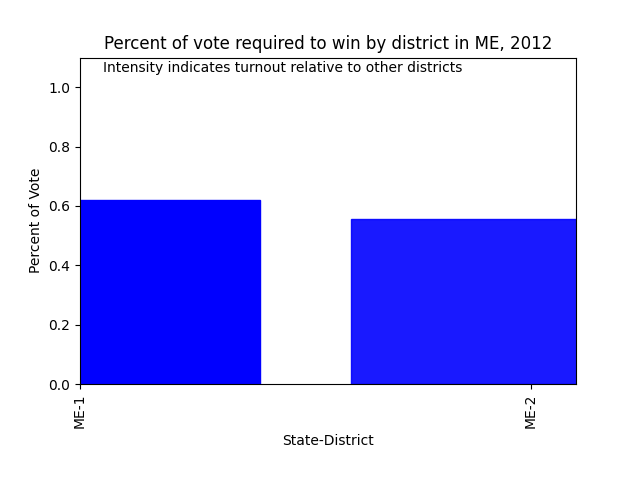 Percent of vote required to win by district in ME, 2012
Intensity indicates turnout relative to other districts
1.0
0.8
0.6
0.4
0.2
0.0
Percent of Vote
ME-1
ME-2
State-District